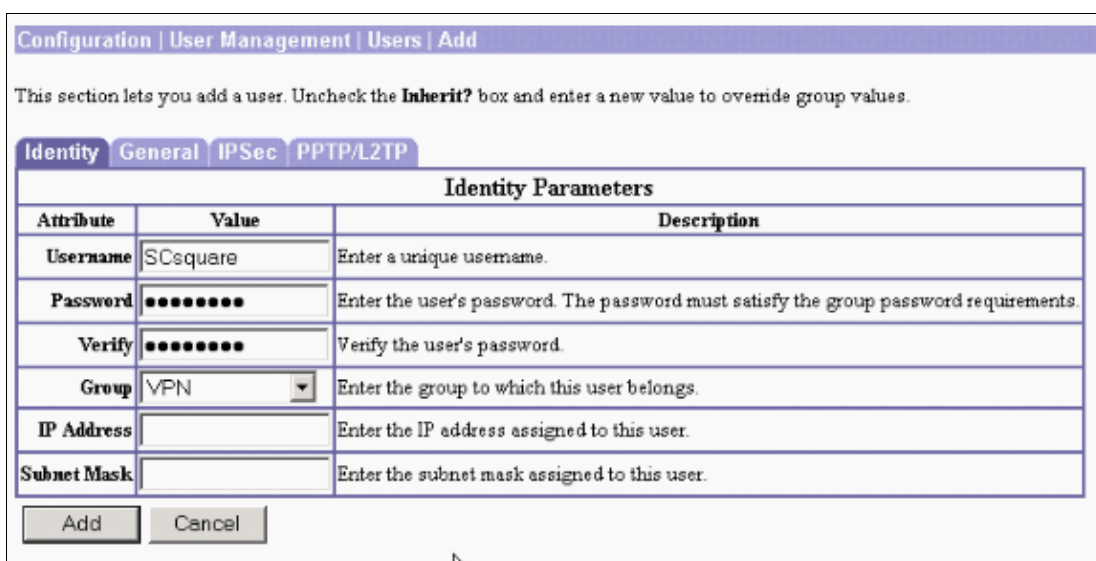 Configuration | User Management | Users | Add
This section lets you add a user. Uncheck the Inherit? box and enter a new value to override group values.
Identity General IPSec PPTP/L2TP
Identity Parameters
Attribute Value Description
Username SCsquare Enter a unique username.
Password ●●●●●●●● Enter the user's password. The password must satisfy the group password requirements.
Verify ●●●●●●●● Verify the user's password.
Group VPN Enter the group to which this user belongs.
IP Address Enter the IP address assigned to this user.
Subnet Mask Enter the subnet mask assigned to this user.
Add Cancel